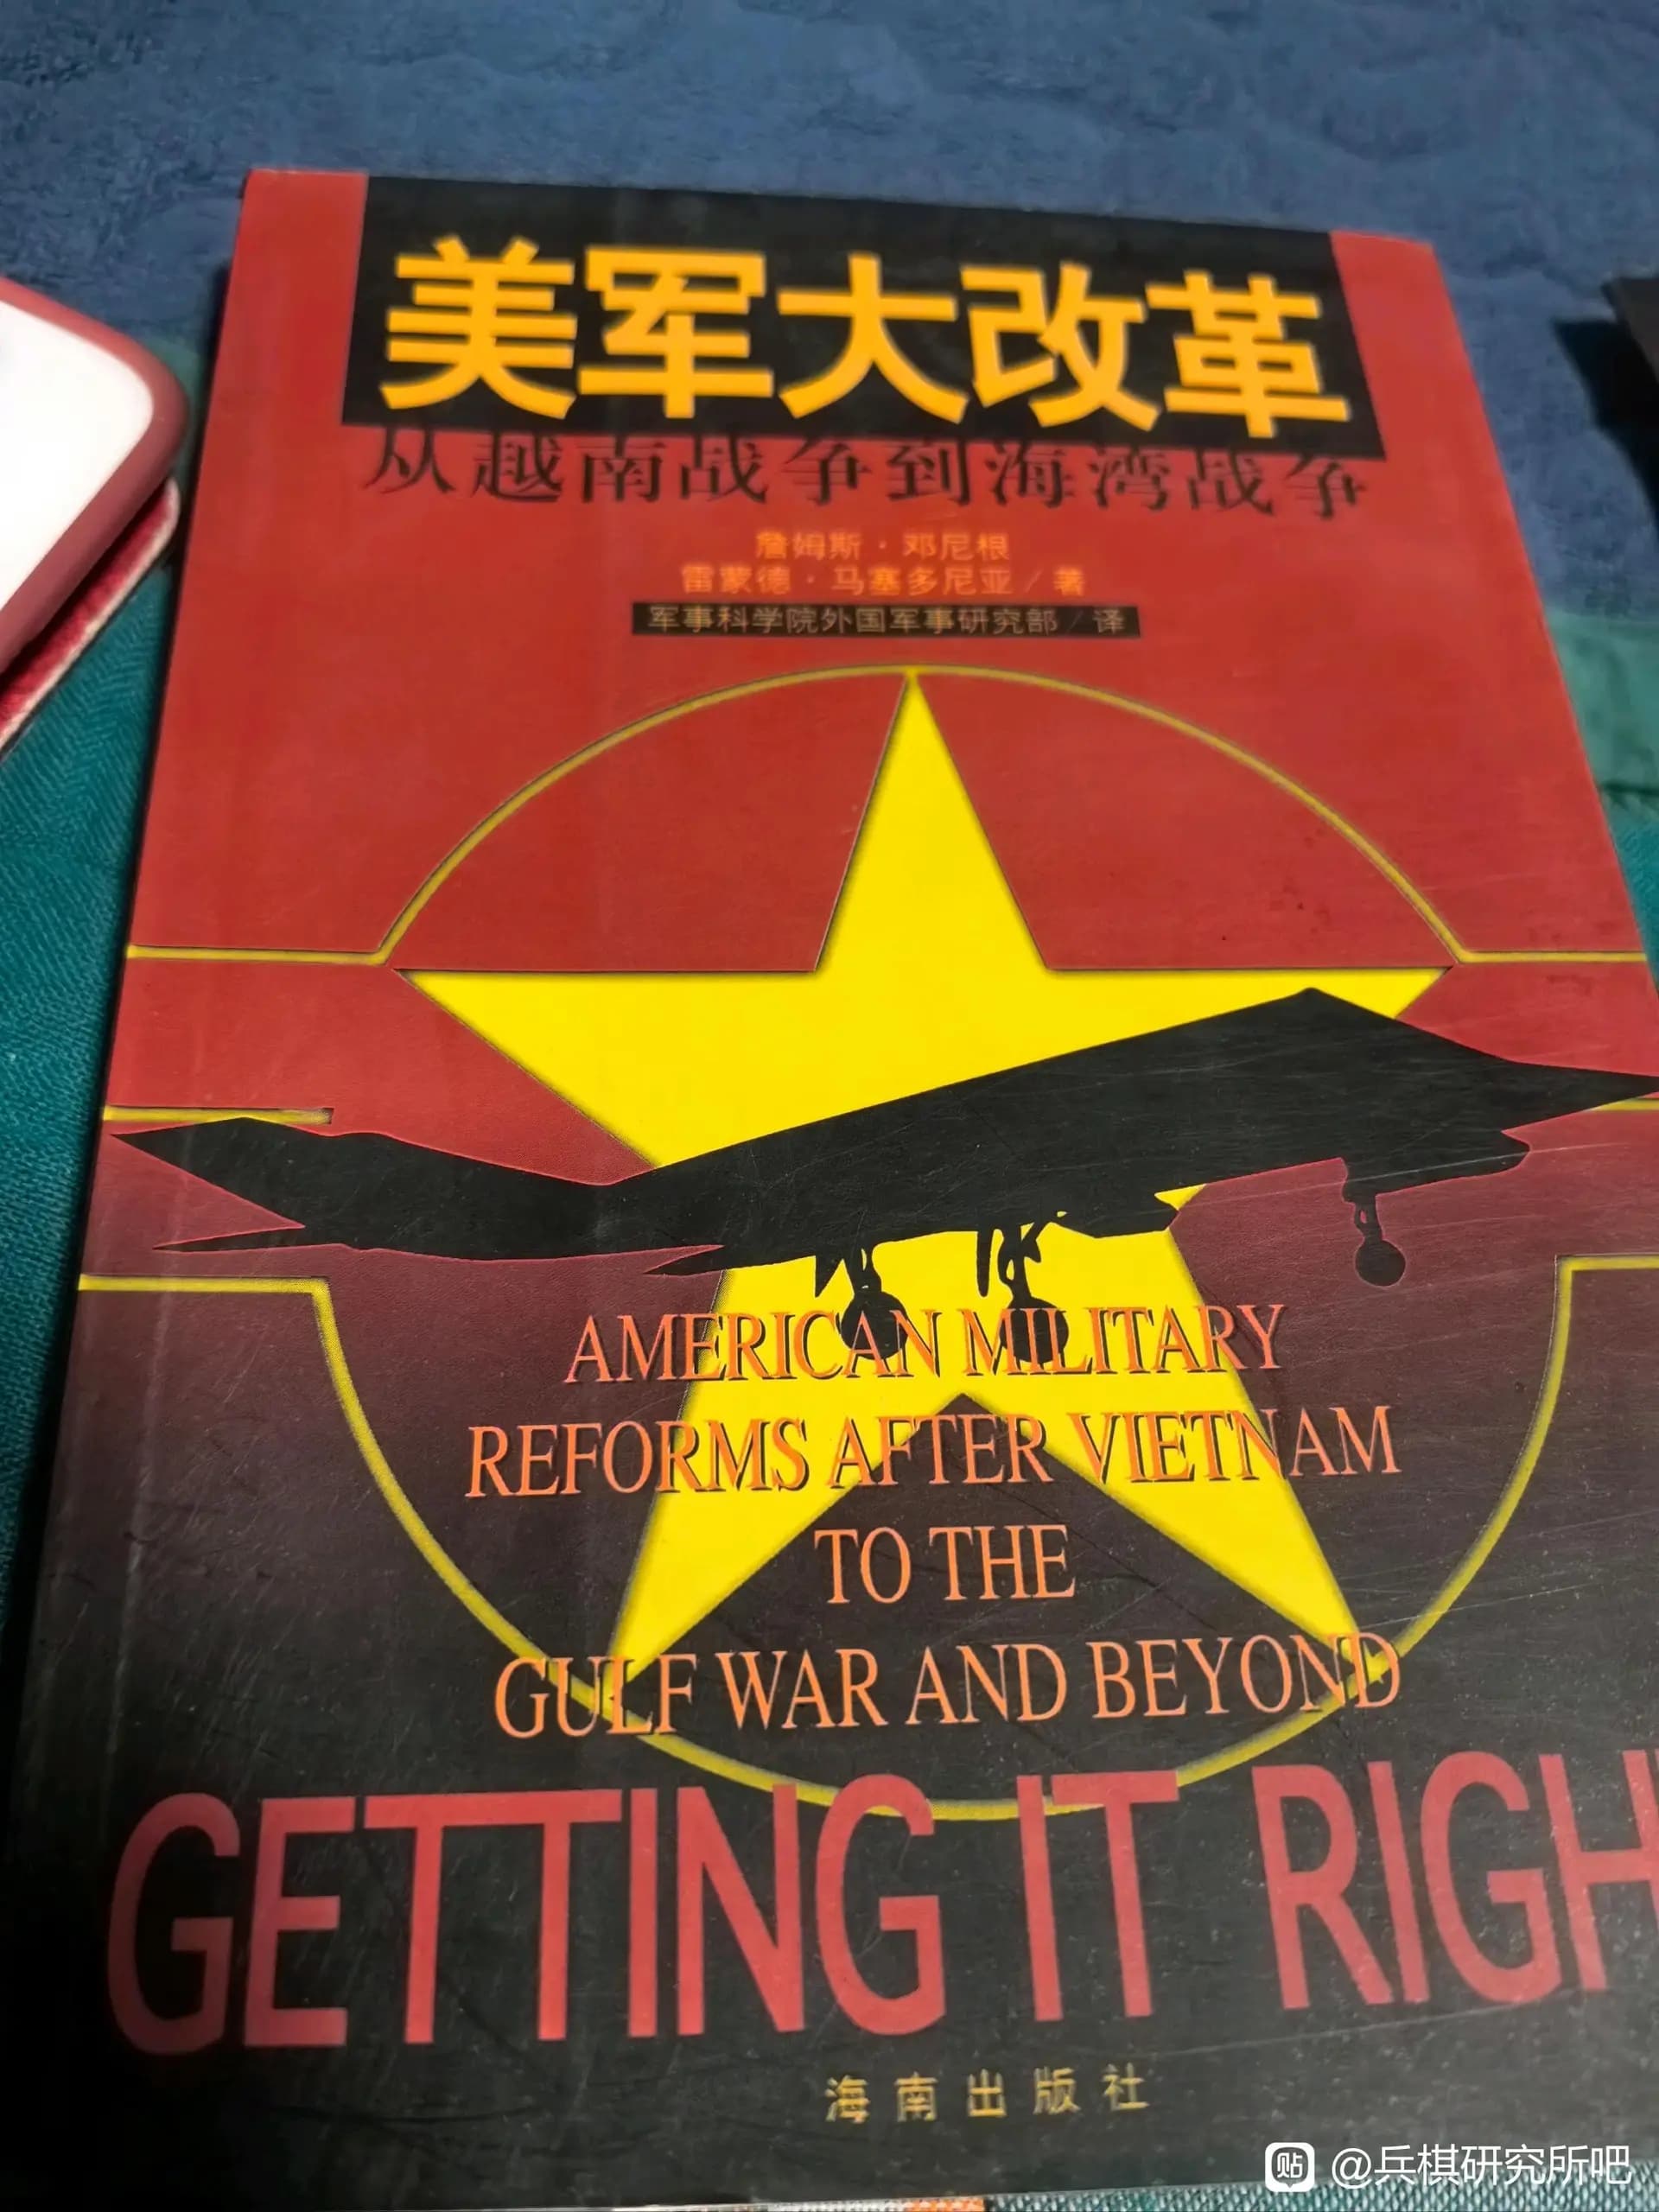 美军大改革
从越南战争到海湾战争
詹姆斯·邓尼根
雷蒙德·马塞多尼亚/著
军事科学院外国军事研究部/译
AMERICAN MILITARY
REFORMS AFTER VIETNAM
TO THE
GULF WAR AND BEYOND
GETTING IT RIGH
海南出版社
贴 @兵棋研究所吧